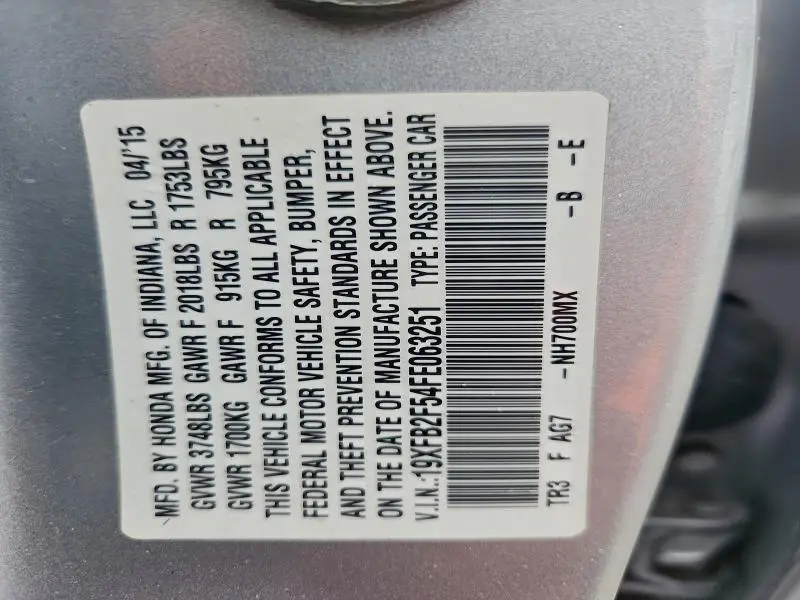 MFD. BY HONDA MFG. OF INDIANA, LLC 04/'15
GVWR 3748LBS GAWR F 2018LBS R 1753LBS
GVWR 1700KG GAWR F 915KG R 795KG
THIS VEHICLE CONFORMS TO ALL APPLICABLE
FEDERAL MOTOR VEHICLE SAFETY, BUMPER,
AND THEFT PREVENTION STANDARDS IN EFFECT
ON THE DATE OF MANUFACTURE SHOWN ABOVE.
V.I.N.:19XFB2F54FE063251 TYPE: PASSENGER CAR
TR3 F AG7 -NH700MX -B -E